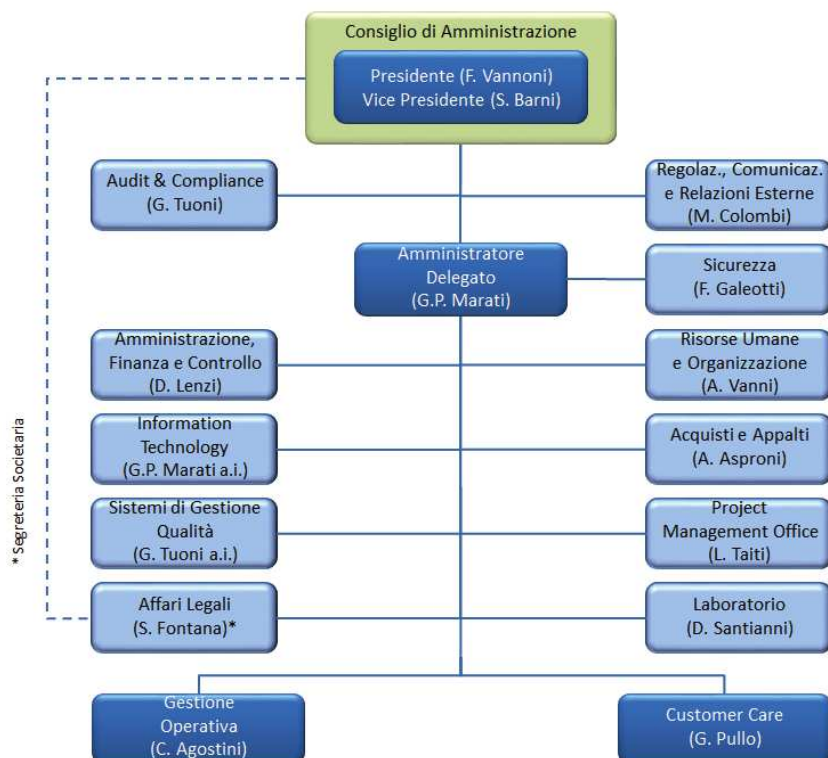 Consiglio di Amministrazione
Presidente (F. Vannoni)
Vice Presidente (S. Barni)
Audit & Compliance
(G. Tuoni)
Regolaz., Comunicaz.
e Relazioni Esterne
(M. Colombi)
Amministratore
Delegato
(G.P. Marati)
Sicurezza
(F. Galeotti)
Amministrazione,
Finanza e Controllo
(D. Lenzi)
Risorse Umane
e Organizzazione
(A. Vanni)
Information
Technology
(G.P. Marati a.i.)
Acquisti e Appalti
(A. Asproni)
Sistemi di Gestione
Qualità
(G. Tuoni a.i.)
Project
Management Office
(L. Taiti)
Affari Legali
(S. Fontana)*
Laboratorio
(D. Santianni)
Gestione
Operativa
(C. Agostini)
Customer Care
(G. Pullo)
* Segreteria Societaria